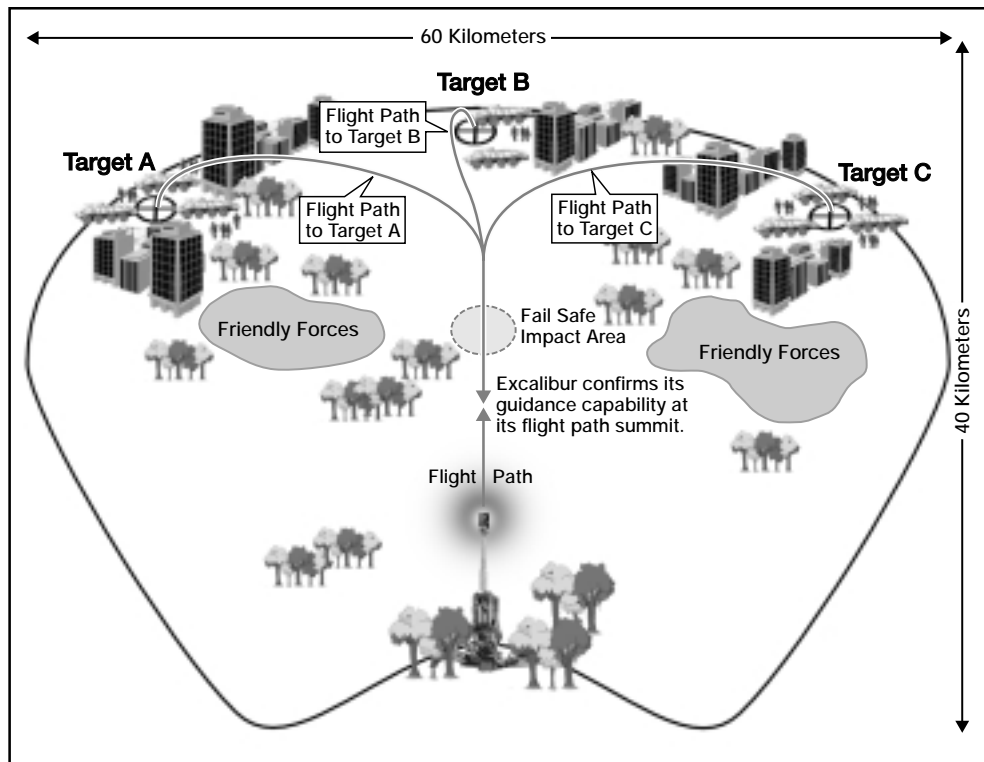 60 Kilometers
Target B
Flight Path
to Target B
Target A
Target C
Flight Path
to Target A
Flight Path
to Target C
Fail Safe
Impact Area
Friendly Forces
Friendly Forces
40 Kilometers
Excalibur confirms its
guidance capability at
its flight path summit.
Flight Path